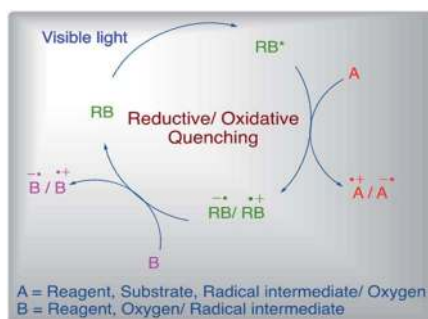 Visible light
RB*
A
RB
Reductive/ Oxidative
Quenching
B⁻• / B•⁺
A•⁺ / A⁻•
RB⁻•/ RB•⁺
B
A = Reagent, Substrate, Radical intermediate/ Oxygen
B = Reagent, Oxygen/ Radical intermediate